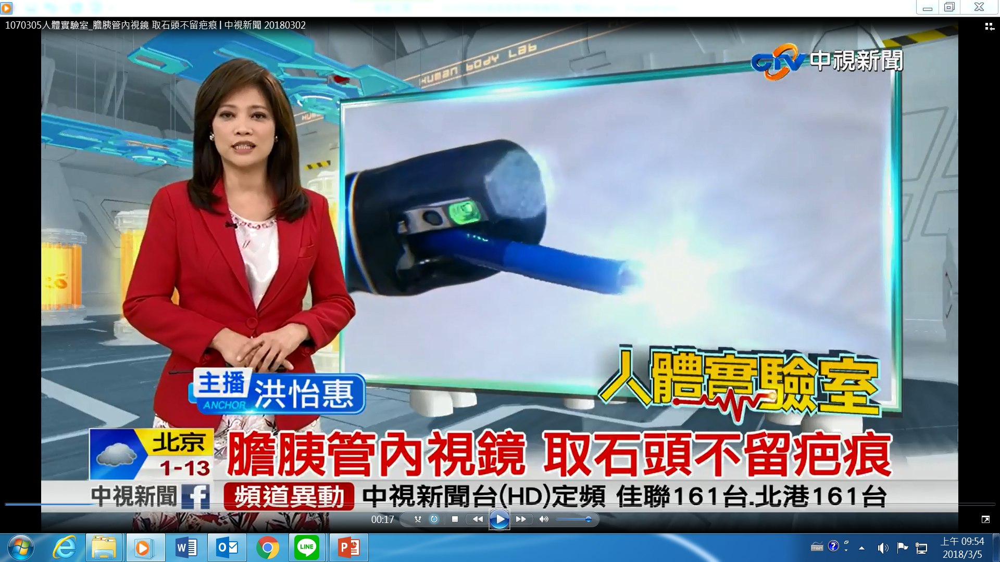 1070305人體實驗室_膽胰管內視鏡 取石頭不留疤痕 | 中視新聞 20180302
HUMAN BODY LAB
CTV 中視新聞
人體實驗室
主播
ANCHOR
洪怡惠
北京
1-13
膽胰管內視鏡 取石頭不留疤痕
中視新聞 f
頻道異動 中視新聞台(HD)定頻 佳聯161台.北港161台
00:17
W
O
LINE
P
上午 09:54
2018/3/5